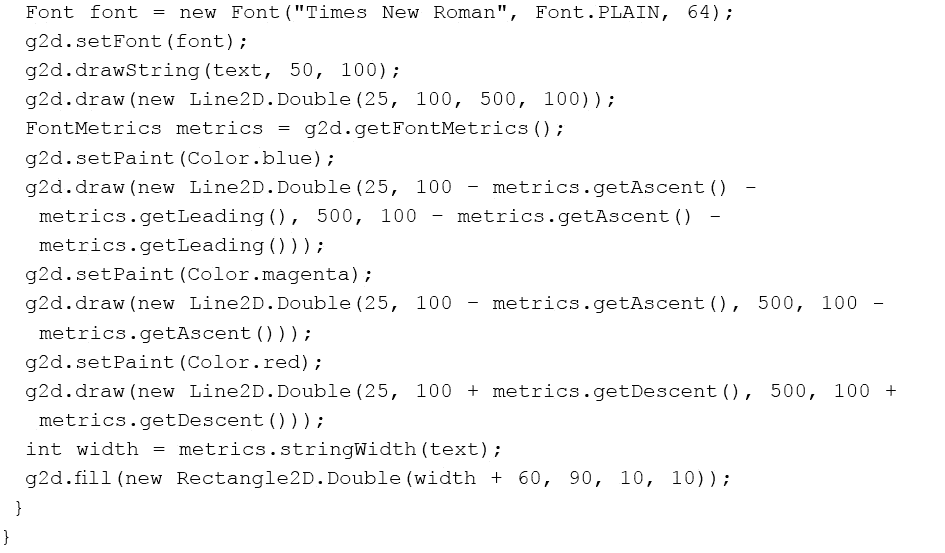 Font font = new Font("Times New Roman", Font.PLAIN, 64);
g2d.setFont(font);
g2d.drawString(text, 50, 100);
g2d.draw(new Line2D.Double(25, 100, 500, 100));
FontMetrics metrics = g2d.getFontMetrics();
g2d.setPaint(Color.blue);
g2d.draw(new Line2D.Double(25, 100 – metrics.getAscent() –
metrics.getLeading(), 500, 100 – metrics.getAscent() –
metrics.getLeading()));
g2d.setPaint(Color.magenta);
g2d.draw(new Line2D.Double(25, 100 – metrics.getAscent(), 500, 100 –
metrics.getAscent()));
g2d.setPaint(Color.red);
g2d.draw(new Line2D.Double(25, 100 + metrics.getDescent(), 500, 100 +
metrics.getDescent()));
int width = metrics.stringWidth(text);
g2d.fill(new Rectangle2D.Double(width + 60, 90, 10, 10));
}
}